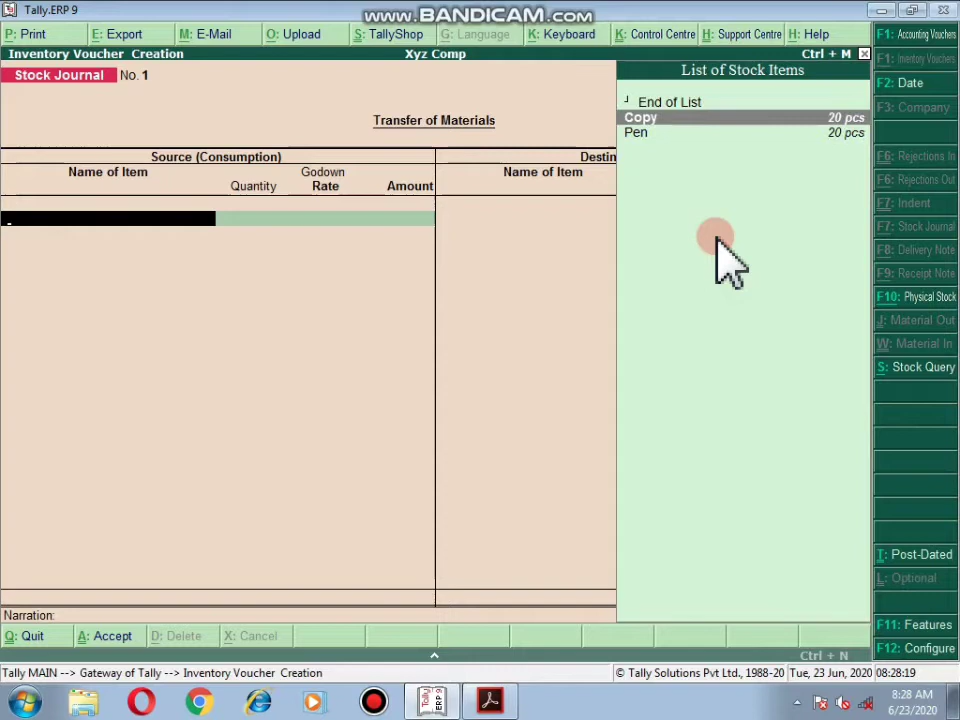 Tally.ERP 9
www.BANDICAM.com
P: Print
E: Export
M: E-Mail
O: Upload
S: TallyShop
G: Language
K: Keyboard
K: Control Centre
H: Support Centre
H: Help
F1: Accounting Vouchers
Inventory Voucher Creation
Xyz Comp
Ctrl + M
F1: Inventory Vouchers
Stock Journal No. 1
List of Stock Items
F2: Date
End of List
F3: Company
Transfer of Materials
Copy 20 pcs
Pen 20 pcs
Source (Consumption)
Destin
F6: Rejections In
Name of Item
Godown
Name of Item
Quantity
Rate
Amount
F6: Rejections Out
F7: Indent
F7: Stock Journal
F8: Delivery Note
F9: Receipt Note
F10: Physical Stock
J: Material Out
W: Material In
S: Stock Query
T: Post-Dated
L: Optional
Narration:
F11: Features
Q: Quit
A: Accept
D: Delete
X: Cancel
F12: Configure
Ctrl + N
Tally MAIN --> Gateway of Tally --> Inventory Voucher Creation
© Tally Solutions Pvt Ltd., 1988-20
Tue, 23 Jun, 2020
08:28:19
Tally
ERP 9
8:28 AM
6/23/2020